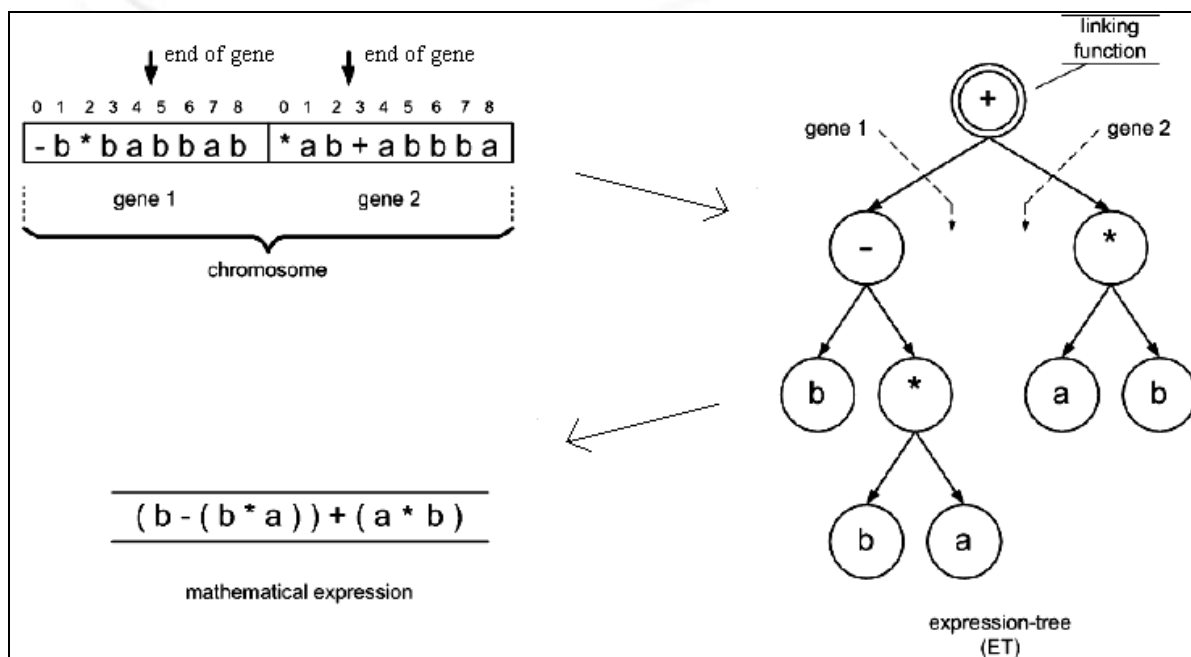 end of gene end of gene
0 1 2 3 4 5 6 7 8 0 1 2 3 4 5 6 7 8
- b * b a b b a b * a b + a b b b a
gene 1 gene 2
chromosome
linking
function
+
gene 1 gene 2
- *
b * a b
b a
expression-tree
(ET)
( b - ( b * a ) ) + ( a * b )
mathematical expression